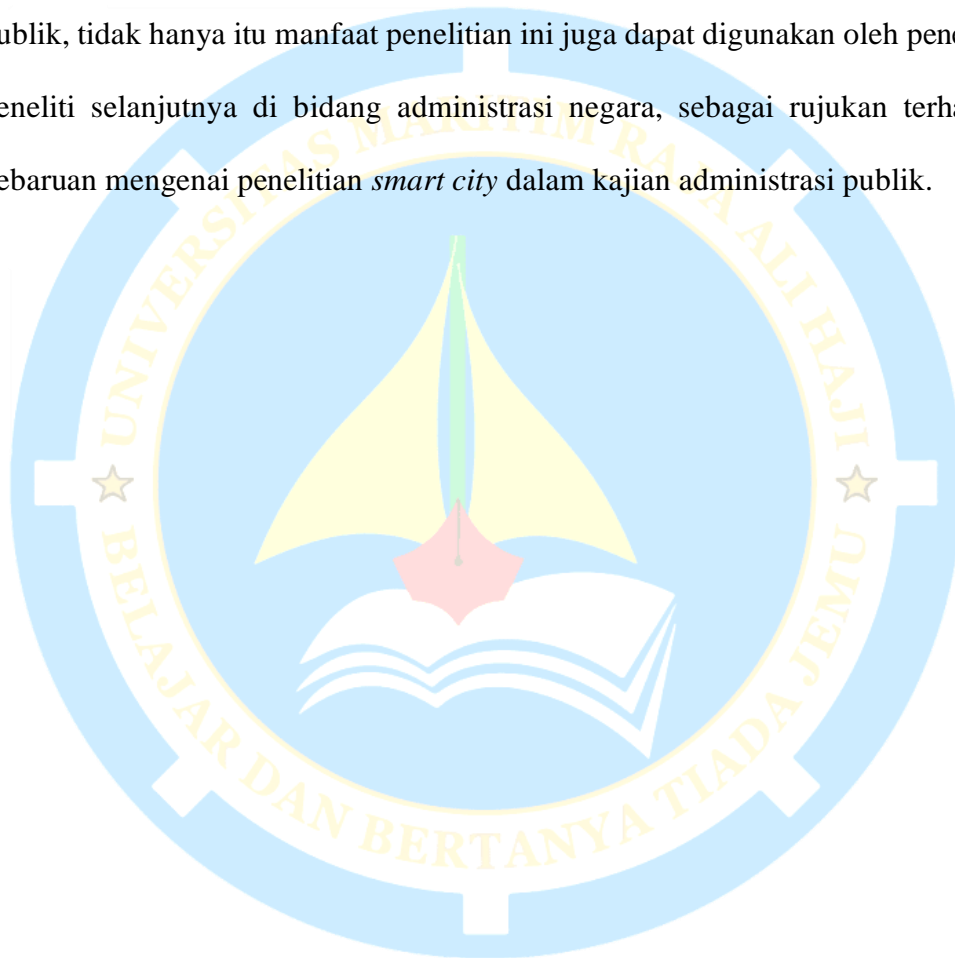 ublik, tidak hanya itu manfaat penelitian ini juga dapat digunakan oleh pene
eneliti selanjutnya di bidang administrasi negara, sebagai rujukan terha
ebaruan mengenai penelitian smart city dalam kajian administrasi publik.
UNIVERSITAS MARITIM RAJA ALI HAJI
BELAJAR DAN BERTANYA TIADA JEMU